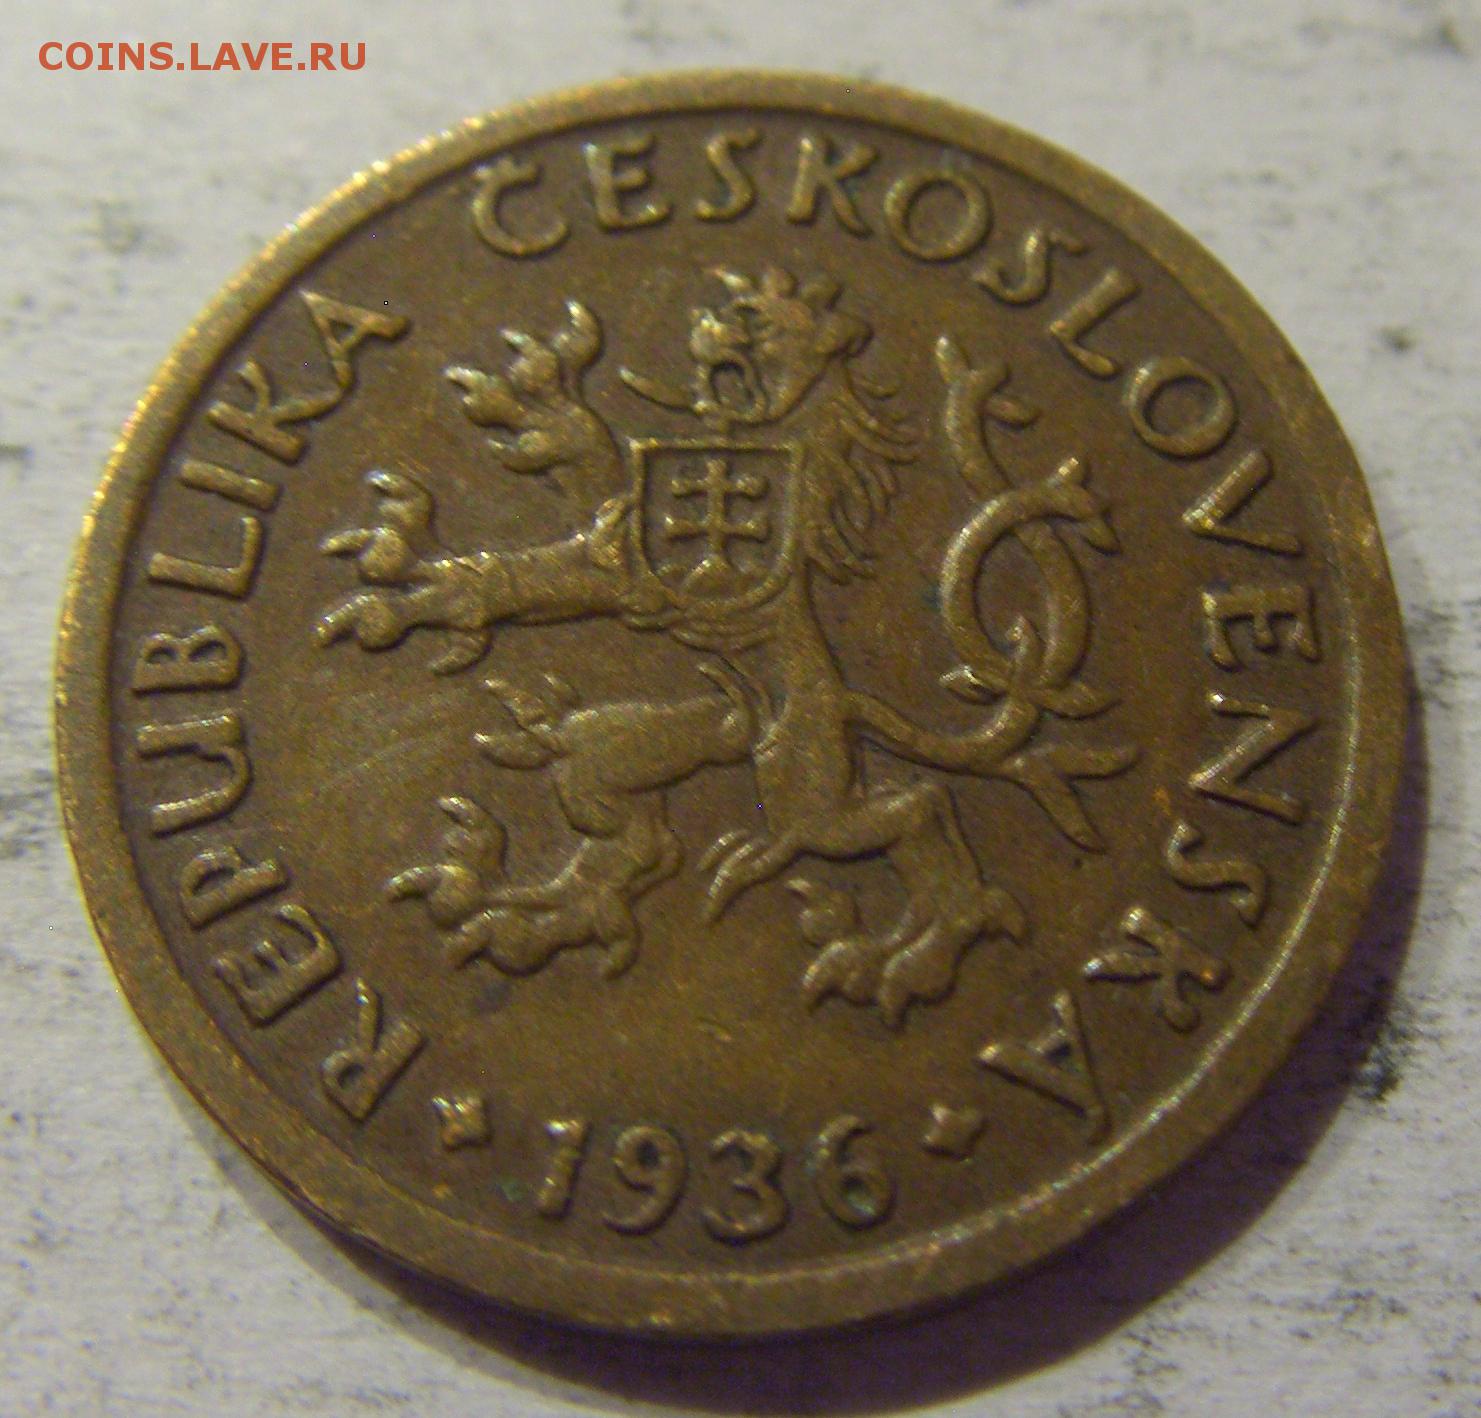 COINS.LAVE.RU
REPUBLIKA ČESKOSLOVENSKÁ
1936